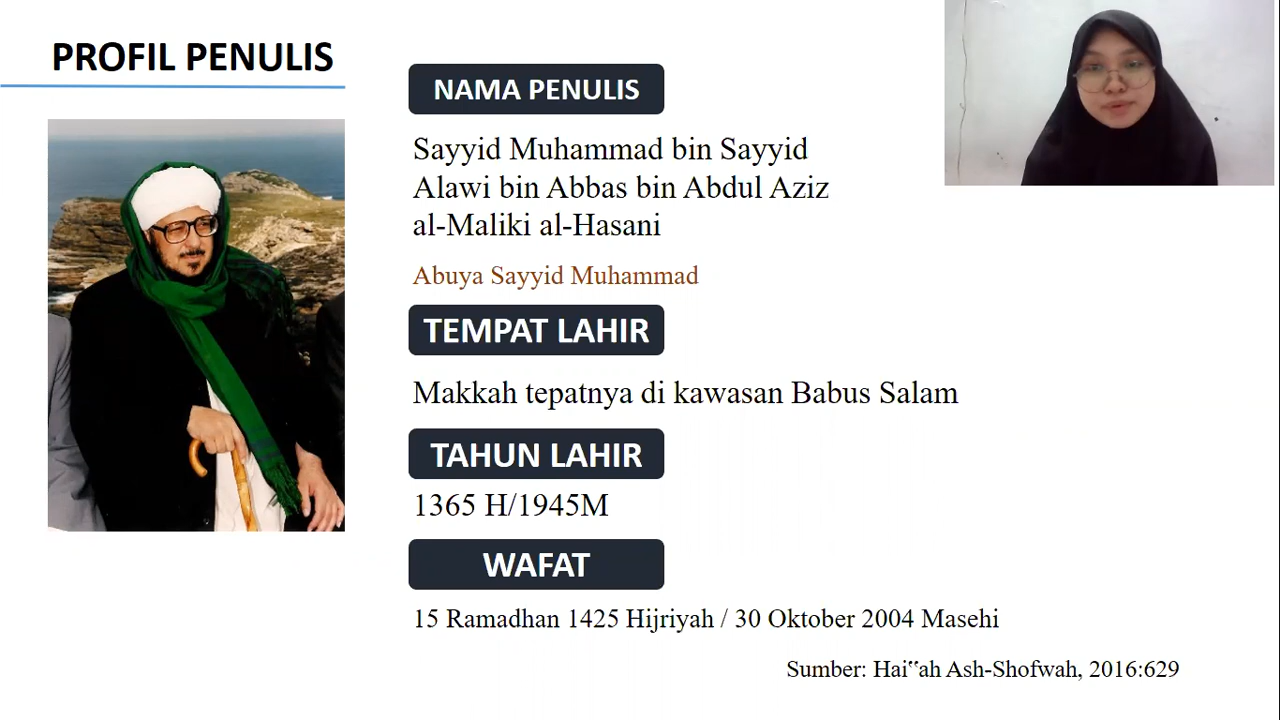 PROFIL PENULIS
NAMA PENULIS
Sayyid Muhammad bin Sayyid
Alawi bin Abbas bin Abdul Aziz
al-Maliki al-Hasani
Abuya Sayyid Muhammad
TEMPAT LAHIR
Makkah tepatnya di kawasan Babus Salam
TAHUN LAHIR
1365 H/1945M
WAFAT
15 Ramadhan 1425 Hijriyah / 30 Oktober 2004 Masehi
Sumber: Hai‟‟ah Ash-Shofwah, 2016:629